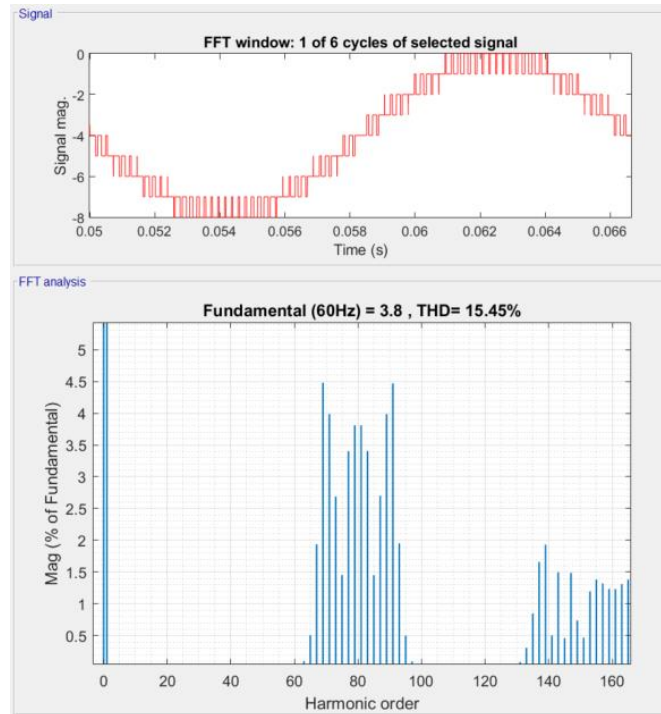 Signal
FFT window: 1 of 6 cycles of selected signal
0
-2
-4
-6
-8
Signal mag.
0.05 0.052 0.054 0.056 0.058 0.06 0.062 0.064 0.066
Time (s)
FFT analysis
Fundamental (60Hz) = 3.8 , THD= 15.45%
5
4.5
4
3.5
3
2.5
2
1.5
1
0.5
Mag (% of Fundamental)
0 20 40 60 80 100 120 140 160
Harmonic order